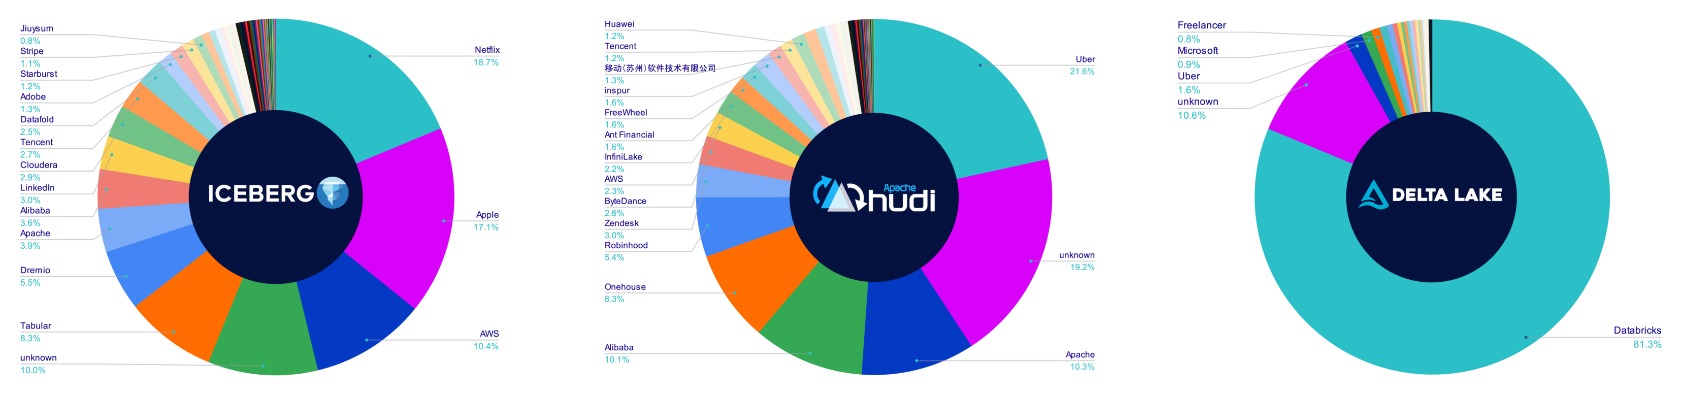 Jiuysum
0.8%
Stripe
1.1%
Starburst
1.2%
Adobe
1.3%
Datafold
2.5%
Tencent
2.7%
Cloudera
2.9%
LinkedIn
3.0%
Alibaba
3.6%
Apache
3.9%
Dremio
5.5%
Tabular
8.3%
unknown
10.0%
Netflix
18.7%
Apple
17.1%
AWS
10.4%
ICEBERG
Huawei
1.2%
Tencent
1.2%
移动(苏州)软件技术有限公司
1.3%
inspur
1.6%
FreeWheel
1.6%
Ant Financial
1.6%
InfiniLake
2.2%
AWS
2.3%
ByteDance
2.6%
Zendesk
3.0%
Robinhood
5.4%
Onehouse
8.3%
Alibaba
10.1%
Uber
21.6%
unknown
19.2%
Apache
10.3%
Apache
hudi
Freelancer
0.8%
Microsoft
0.9%
Uber
1.6%
unknown
10.6%
DELTA LAKE
Databricks
81.3%